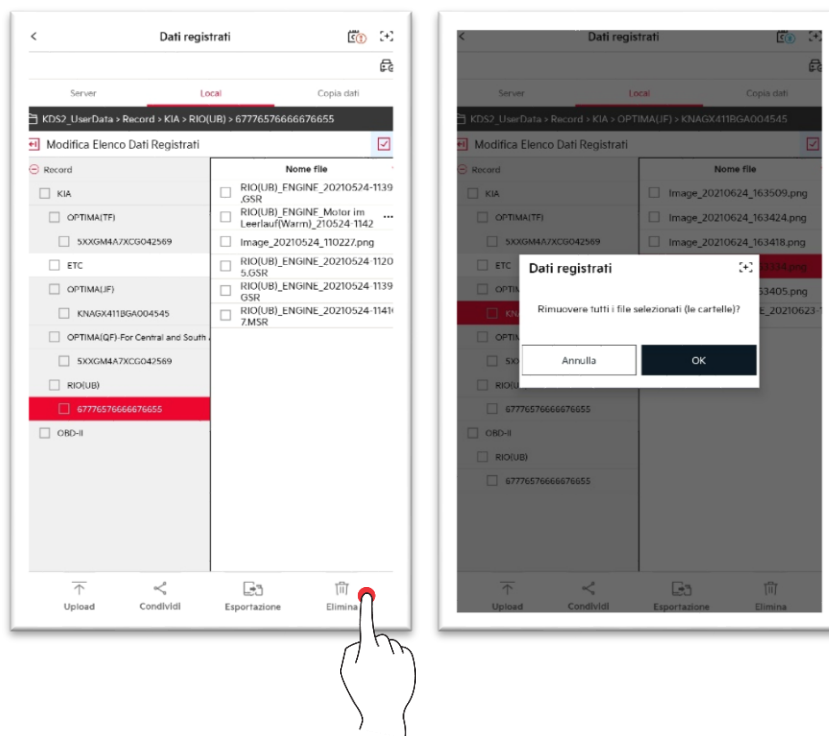 Dati registrati
Server Local Copia dati
KDS2_UserData > Record > KIA > RIO(UB) > 67776576666676655
Modifica Elenco Dati Registrati
Record
KIA
OPTIMA(TF)
5XXGM4A7XCG042569
ETC
OPTIMA(JF)
KNAGX411BGA004545
OPTIMA(QF)-For Central and South
5XXGM4A7XCG042569
RIO(UB)
67776576666676655
OBD-II
Nome file
RIO(UB)_ENGINE_20210524-1139
.GSR
RIO(UB)_ENGINE_Motor im
Leerlauf(Warm)_210524-1142
Image_20210524_110227.png
RIO(UB)_ENGINE_20210524-1120
5.GSR
RIO(UB)_ENGINE_20210524-1139
GSR
RIO(UB)_ENGINE_20210524-1141
7.MSR
Upload Condividi Esportazione Elimina
Dati registrati
Server Local Copia dati
KDS2_UserData > Record > KIA > OPTIMA(JF) > KNAGX411BGA004545
Modifica Elenco Dati Registrati
Record
KIA
OPTIMA(TF)
5XXGM4A7XCG042569
ETC
RIO(UB)
67776576666676655
OBD-II
RIO(UB)
67776576666676655
Nome file
Image_20210624_163509.png
Image_20210624_163424.png
Image_20210624_163418.png
Dati registrati
Rimuovere tutti i file selezionati (le cartelle)?
Annulla OK
Upload Condividi Esportazione Elimina